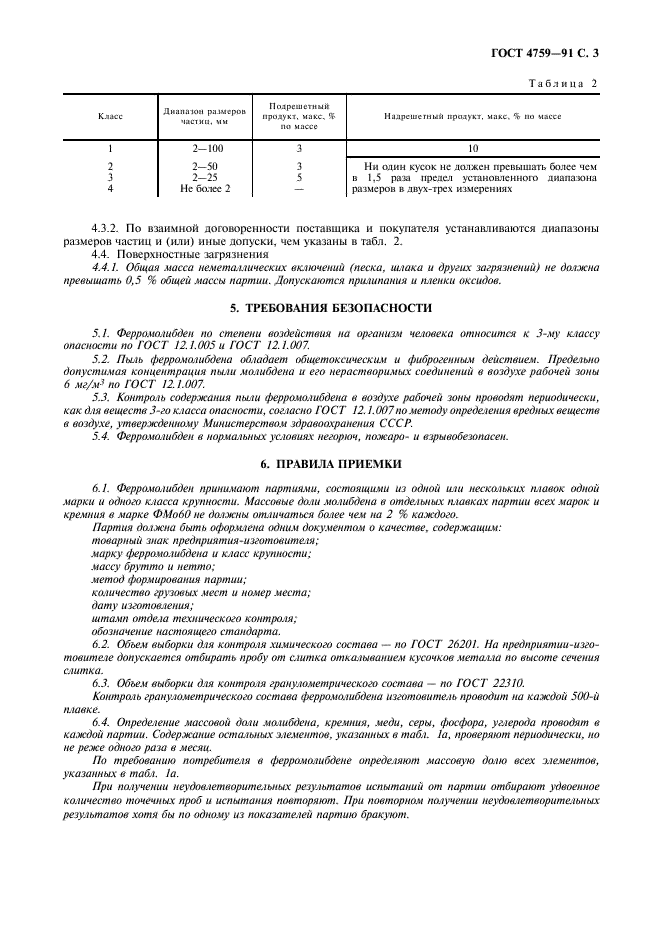 ГОСТ 4759—91 С. 3
Таблица 2
Класс
Диапазон размеров
частиц, мм
Подрешетный
продукт, макс, %
по массе
Надрешетный продукт, макс, % по массе
1 2—100 3 10
2 2—50 3 Ни один кусок не должен превышать более чем
3 2—25 5 в 1,5 раза предел установленного диапазона
4 Не более 2 — размеров в двух-трех измерениях
4.3.2. По взаимной договоренности поставщика и покупателя устанавливаются диапазоны
размеров частиц и (или) иные допуски, чем указаны в табл. 2.
4.4. Поверхностные загрязнения
4.4.1. Общая масса неметаллических включений (песка, шлака и других загрязнений) не должна
превышать 0,5 % общей массы партии. Допускаются прилипания и пленки оксидов.
5. ТРЕБОВАНИЯ БЕЗОПАСНОСТИ
5.1. Ферромолибден по степени воздействия на организм человека относится к 3-му классу
опасности по ГОСТ 12.1.005 и ГОСТ 12.1.007.
5.2. Пыль ферромолибдена обладает общетоксическим и фиброгенным действием. Предельно
допустимая концентрация пыли молибдена и его нерастворимых соединений в воздухе рабочей зоны
6 мг/м³ по ГОСТ 12.1.007.
5.3. Контроль содержания пыли ферромолибдена в воздухе рабочей зоны проводят периодически,
как для веществ 3-го класса опасности, согласно ГОСТ 12.1.007 по методу определения вредных веществ
в воздухе, утвержденному Министерством здравоохранения СССР.
5.4. Ферромолибден в нормальных условиях негорюч, пожаро- и взрывобезопасен.
6. ПРАВИЛА ПРИЕМКИ
6.1. Ферромолибден принимают партиями, состоящими из одной или нескольких плавок одной
марки и одного класса крупности. Массовые доли молибдена в отдельных плавках партии всех марок и
кремния в марке ФМо60 не должны отличаться более чем на 2 % каждого.
Партия должна быть оформлена одним документом о качестве, содержащим:
товарный знак предприятия-изготовителя;
марку ферромолибдена и класс крупности;
массу брутто и нетто;
метод формирования партии;
количество грузовых мест и номер места;
дату изготовления;
штамп отдела технического контроля;
обозначение настоящего стандарта.
6.2. Объем выборки для контроля химического состава — по ГОСТ 26201. На предприятии-изго-
товителе допускается отбирать пробу от слитка откалыванием кусочков металла по высоте сечения
слитка.
6.3. Объем выборки для контроля гранулометрического состава — по ГОСТ 22310.
Контроль гранулометрического состава ферромолибдена изготовитель проводит на каждой 500-й
плавке.
6.4. Определение массовой доли молибдена, кремния, меди, серы, фосфора, углерода проводят в
каждой партии. Содержание остальных элементов, указанных в табл. 1а, проверяют периодически, но
не реже одного раза в месяц.
По требованию потребителя в ферромолибдене определяют массовую долю всех элементов,
указанных в табл. 1а.
При получении неудовлетворительных результатов испытаний от партии отбирают удвоенное
количество точечных проб и испытания повторяют. При повторном получении неудовлетворительных
результатов хотя бы по одному из показателей партию бракуют.